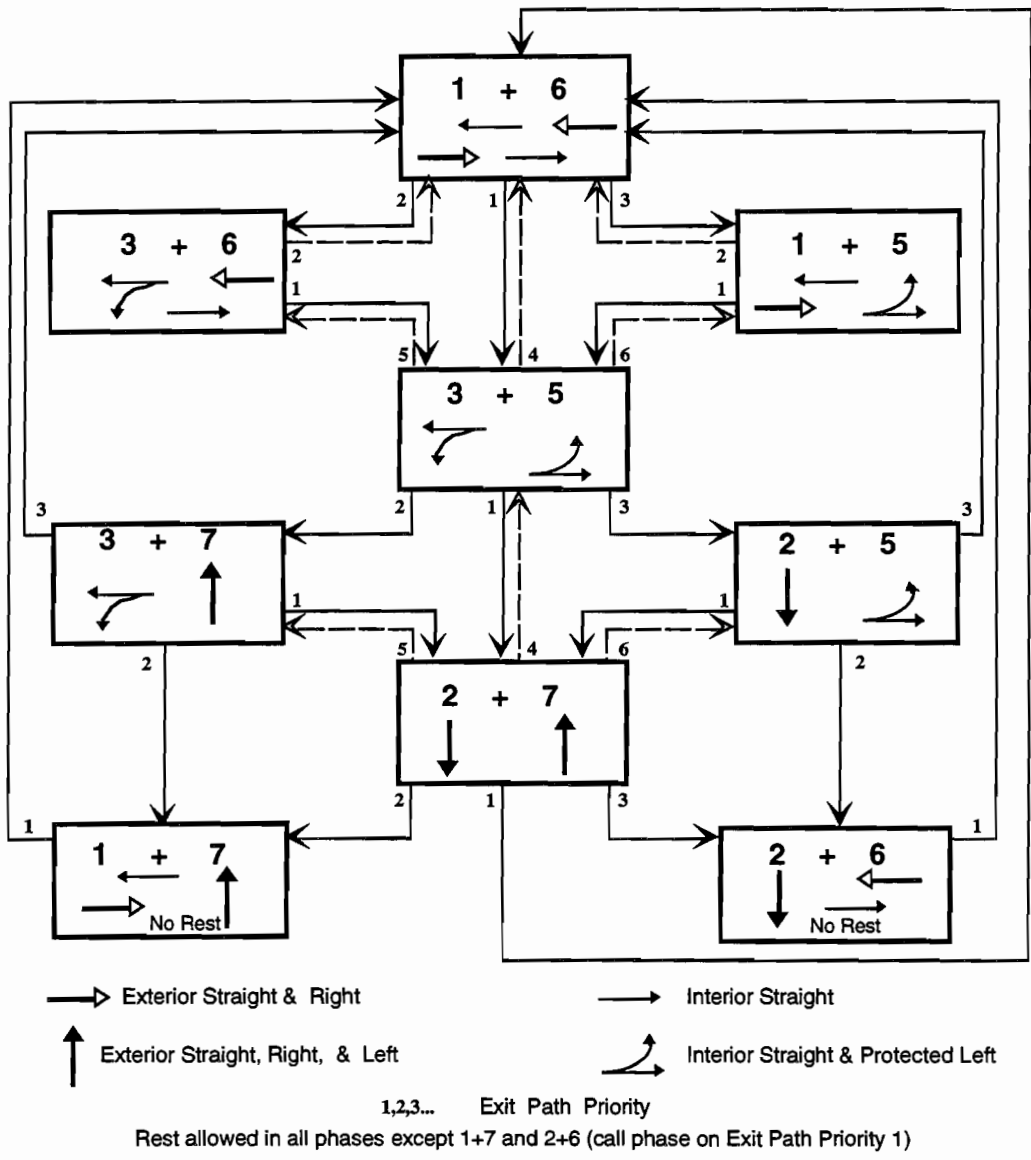 1 + 6
2 1 3
3 + 6
2
1
1 + 5
2
1
5 4 6
3 + 5
2 1 3
3
3 + 7
1
2
3
2 + 5
1
2
5 4 6
2 + 7
2 1 3
1
1 + 7
No Rest
1
2 + 6
No Rest
Exterior Straight & Right
Interior Straight
Exterior Straight, Right, & Left
Interior Straight & Protected Left
1,2,3... Exit Path Priority
Rest allowed in all phases except 1+7 and 2+6 (call phase on Exit Path Priority 1)